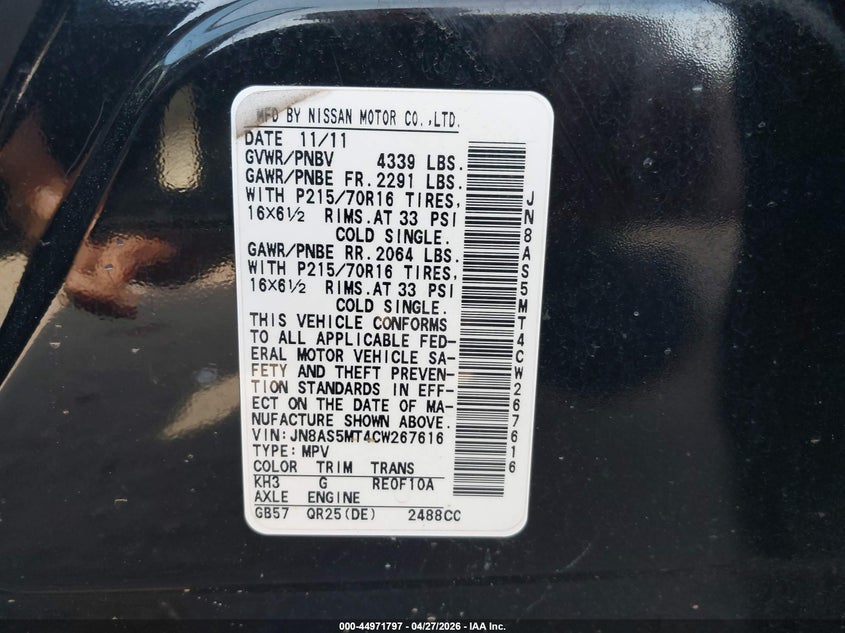 MFD BY NISSAN MOTOR CO.,LTD.
DATE 11/11
GVWR/PNBV 4339 LBS.
GAWR/PNBE FR.2291 LBS.
WITH P215/70R16 TIRES,
16×6½ RIMS.AT 33 PSI
COLD SINGLE.
GAWR/PNBE RR.2064 LBS.
WITH P215/70R16 TIRES,
16×6½ RIMS.AT 33 PSI
COLD SINGLE.
THIS VEHICLE CONFORMS
TO ALL APPLICABLE FED-
ERAL MOTOR VEHICLE SA-
FETY AND THEFT PREVEN-
TION STANDARDS IN EFF-
ECT ON THE DATE OF MA-
NUFACTURE SHOWN ABOVE.
VIN:JN8AS5MT4CW267616
TYPE:MPV
COLOR TRIM TRANS
KH3 G RE0F10A
AXLE ENGINE
GB57 QR25(DE) 2488CC
JN8AS5MT4CW267616
000-44971797 - 04/27/2026 - IAA Inc.